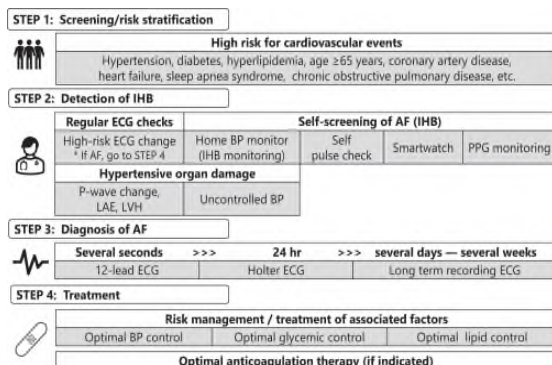 STEP 1: Screening/risk stratification
High risk for cardiovascular events
Hypertension, diabetes, hyperlipidemia, age ≥65 years, coronary artery disease,
heart failure, sleep apnea syndrome, chronic obstructive pulmonary disease, etc.
STEP 2: Detection of IHB
Regular ECG checks
Self-screening of AF (IHB)
High-risk ECG change
* If AF, go to STEP 4
Home BP monitor
(IHB monitoring)
Self
pulse check
Smartwatch
PPG monitoring
Hypertensive organ damage
P-wave change,
LAE, LVH
Uncontrolled BP
STEP 3: Diagnosis of AF
Several seconds >>> 24 hr >>> several days — several weeks
12-lead ECG
Holter ECG
Long term recording ECG
STEP 4: Treatment
Risk management / treatment of associated factors
Optimal BP control
Optimal glycemic control
Optimal lipid control
Optimal anticoagulation therapy (if indicated)